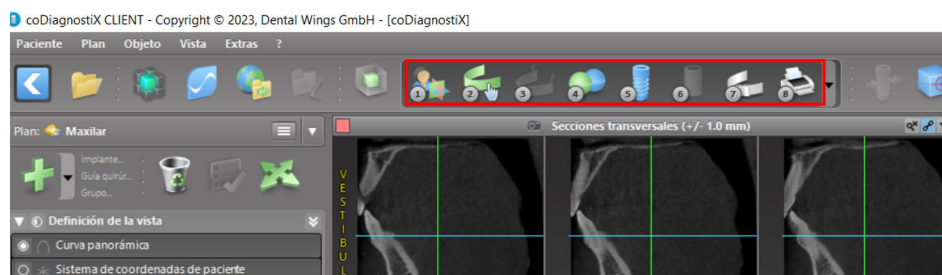 coDiagnostiX CLIENT - Copyright © 2023, Dental Wings GmbH - [coDiagnostiX]
Paciente Plan Objeto Vista Extras ?
1 2 3 4 5 6 7 8
Plan: Maxilar
Secciones transversales (+/- 1.0 mm)
Implante...
Guía quirúr...
Grupo...
Definición de la vista
Curva panorámica
Sistema de coordenadas de paciente
VESTIBUL